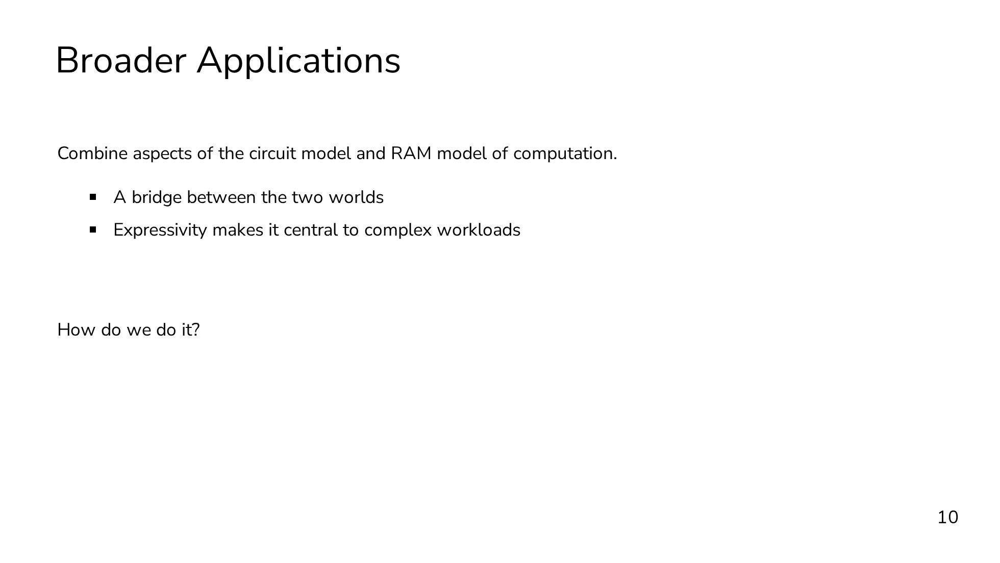 Broader Applications
Combine aspects of the circuit model and RAM model of computation.
▪ A bridge between the two worlds
▪ Expressivity makes it central to complex workloads
How do we do it?
10